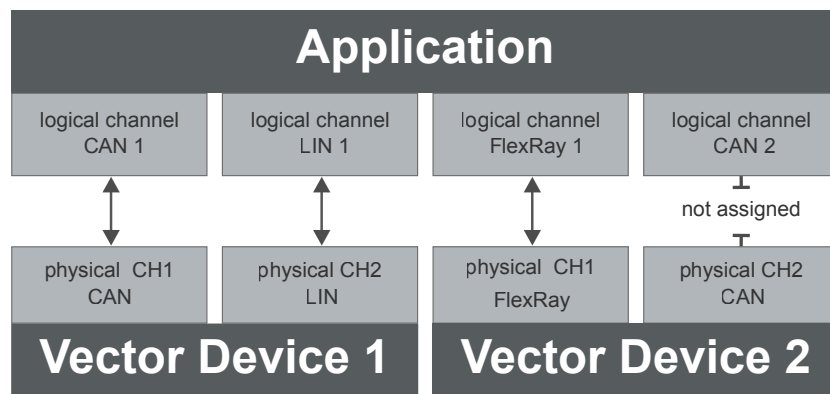 Application
logical channel
CAN 1
logical channel
LIN 1
logical channel
FlexRay 1
logical channel
CAN 2
not assigned
physical CH1
CAN
physical CH2
LIN
physical CH1
FlexRay
physical CH2
CAN
Vector Device 1
Vector Device 2